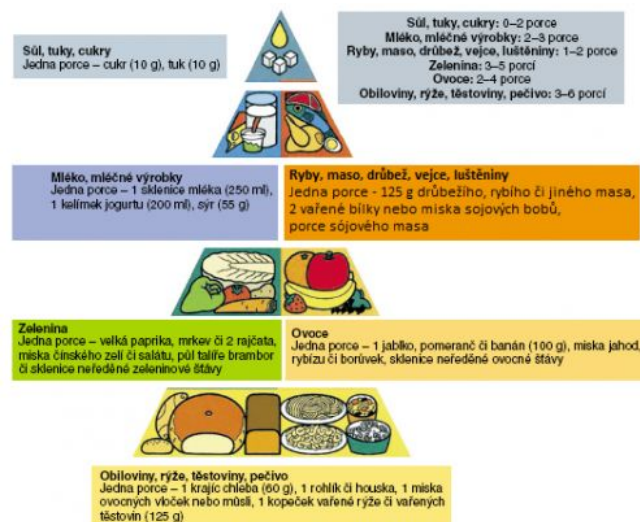 Sůl, tuky, cukry
Jedna porce – cukr (10 g), tuk (10 g)
Sůl, tuky, cukry: 0–2 porce
Mléko, mléčné výrobky: 2–3 porce
Ryby, maso, drůbež, vejce, luštěniny: 1–2 porce
Zelenina: 3–5 porcí
Ovoce: 2–4 porce
Obiloviny, rýže, těstoviny, pečivo: 3–6 porcí
Mléko, mléčné výrobky
Jedna porce – 1 sklenice mléka (250 ml),
1 kelímek jogurtu (200 ml), sýr (55 g)
Ryby, maso, drůbež, vejce, luštěniny
Jedna porce - 125 g drůbežího, rybího či jiného masa,
2 vařené bílky nebo miska sojových bobů,
porce sójového masa
Zelenina
Jedna porce – velká paprika, mrkev či 2 rajčata,
miska čínského zelí či salátu, půl talíře brambor
či sklenice neředěné zeleninové šťávy
Ovoce
Jedna porce – 1 jablko, pomeranč či banán (100 g), miska jahod,
rybízu či borůvek, sklenice neředěné ovocné šťávy
Obiloviny, rýže, těstoviny, pečivo
Jedna porce – 1 krajíc chleba (60 g), 1 rohlík či houska, 1 miska
ovocných vloček nebo műsli, 1 kopeček vařené rýže či vařených
těstovin (125 g)